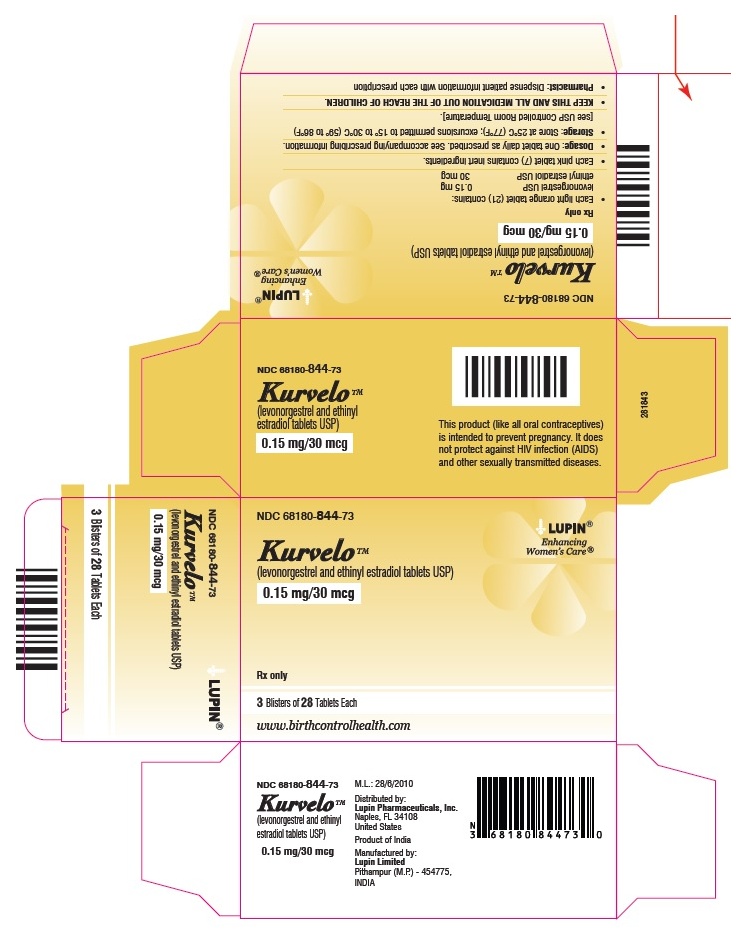 • Pharmacist: Dispense patient information with each prescription
• KEEP THIS AND ALL MEDICATION OUT OF THE REACH OF CHILDREN.
[see USP Controlled Room Temperature].
• Storage: Store at 25°C (77°F); excursions permitted to 15° to 30°C (59° to 86°F)
• Dosage: One tablet daily as prescribed. See accompanying prescribing information.
• Each pink tablet (7) contains inert ingredients.
ethinyl estradiol USP 30 mcg
levonorgestrel USP 0.15 mg
• Each light orange tablet (21) contains:
Rx only
0.15 mg/30 mcg
(levonorgestrel and ethinyl estradiol tablets USP)
Kurvelo™
NDC 68180-844-73
Women's Care®
Enhancing
LUPIN®
NDC 68180-844-73
Kurvelo™
(levonorgestrel and ethinyl
estradiol tablets USP)
0.15 mg/30 mcg
This product (like all oral contraceptives)
is intended to prevent pregnancy. It does
not protect against HIV infection (AIDS)
and other sexually transmitted diseases.
281843
NDC 68180-844-73
Kurvelo™
(levonorgestrel and ethinyl estradiol tablets USP)
0.15 mg/30 mcg
3 Blisters of 28 Tablets Each
LUPIN®
NDC 68180-844-73
Kurvelo™
(levonorgestrel and ethinyl estradiol tablets USP)
0.15 mg/30 mcg
LUPIN®
Enhancing
Women's Care®
Rx only
3 Blisters of 28 Tablets Each
www.birthcontrolhealth.com
NDC 68180-844-73
Kurvelo™
(levonorgestrel and ethinyl
estradiol tablets USP)
0.15 mg/30 mcg
M.L.: 28/6/2010
Distributed by:
Lupin Pharmaceuticals, Inc.
Naples, FL 34108
United States
Product of India
Manufactured by:
Lupin Limited
Pithampur (M.P.) - 454775,
INDIA
N
3 68180 84473 0